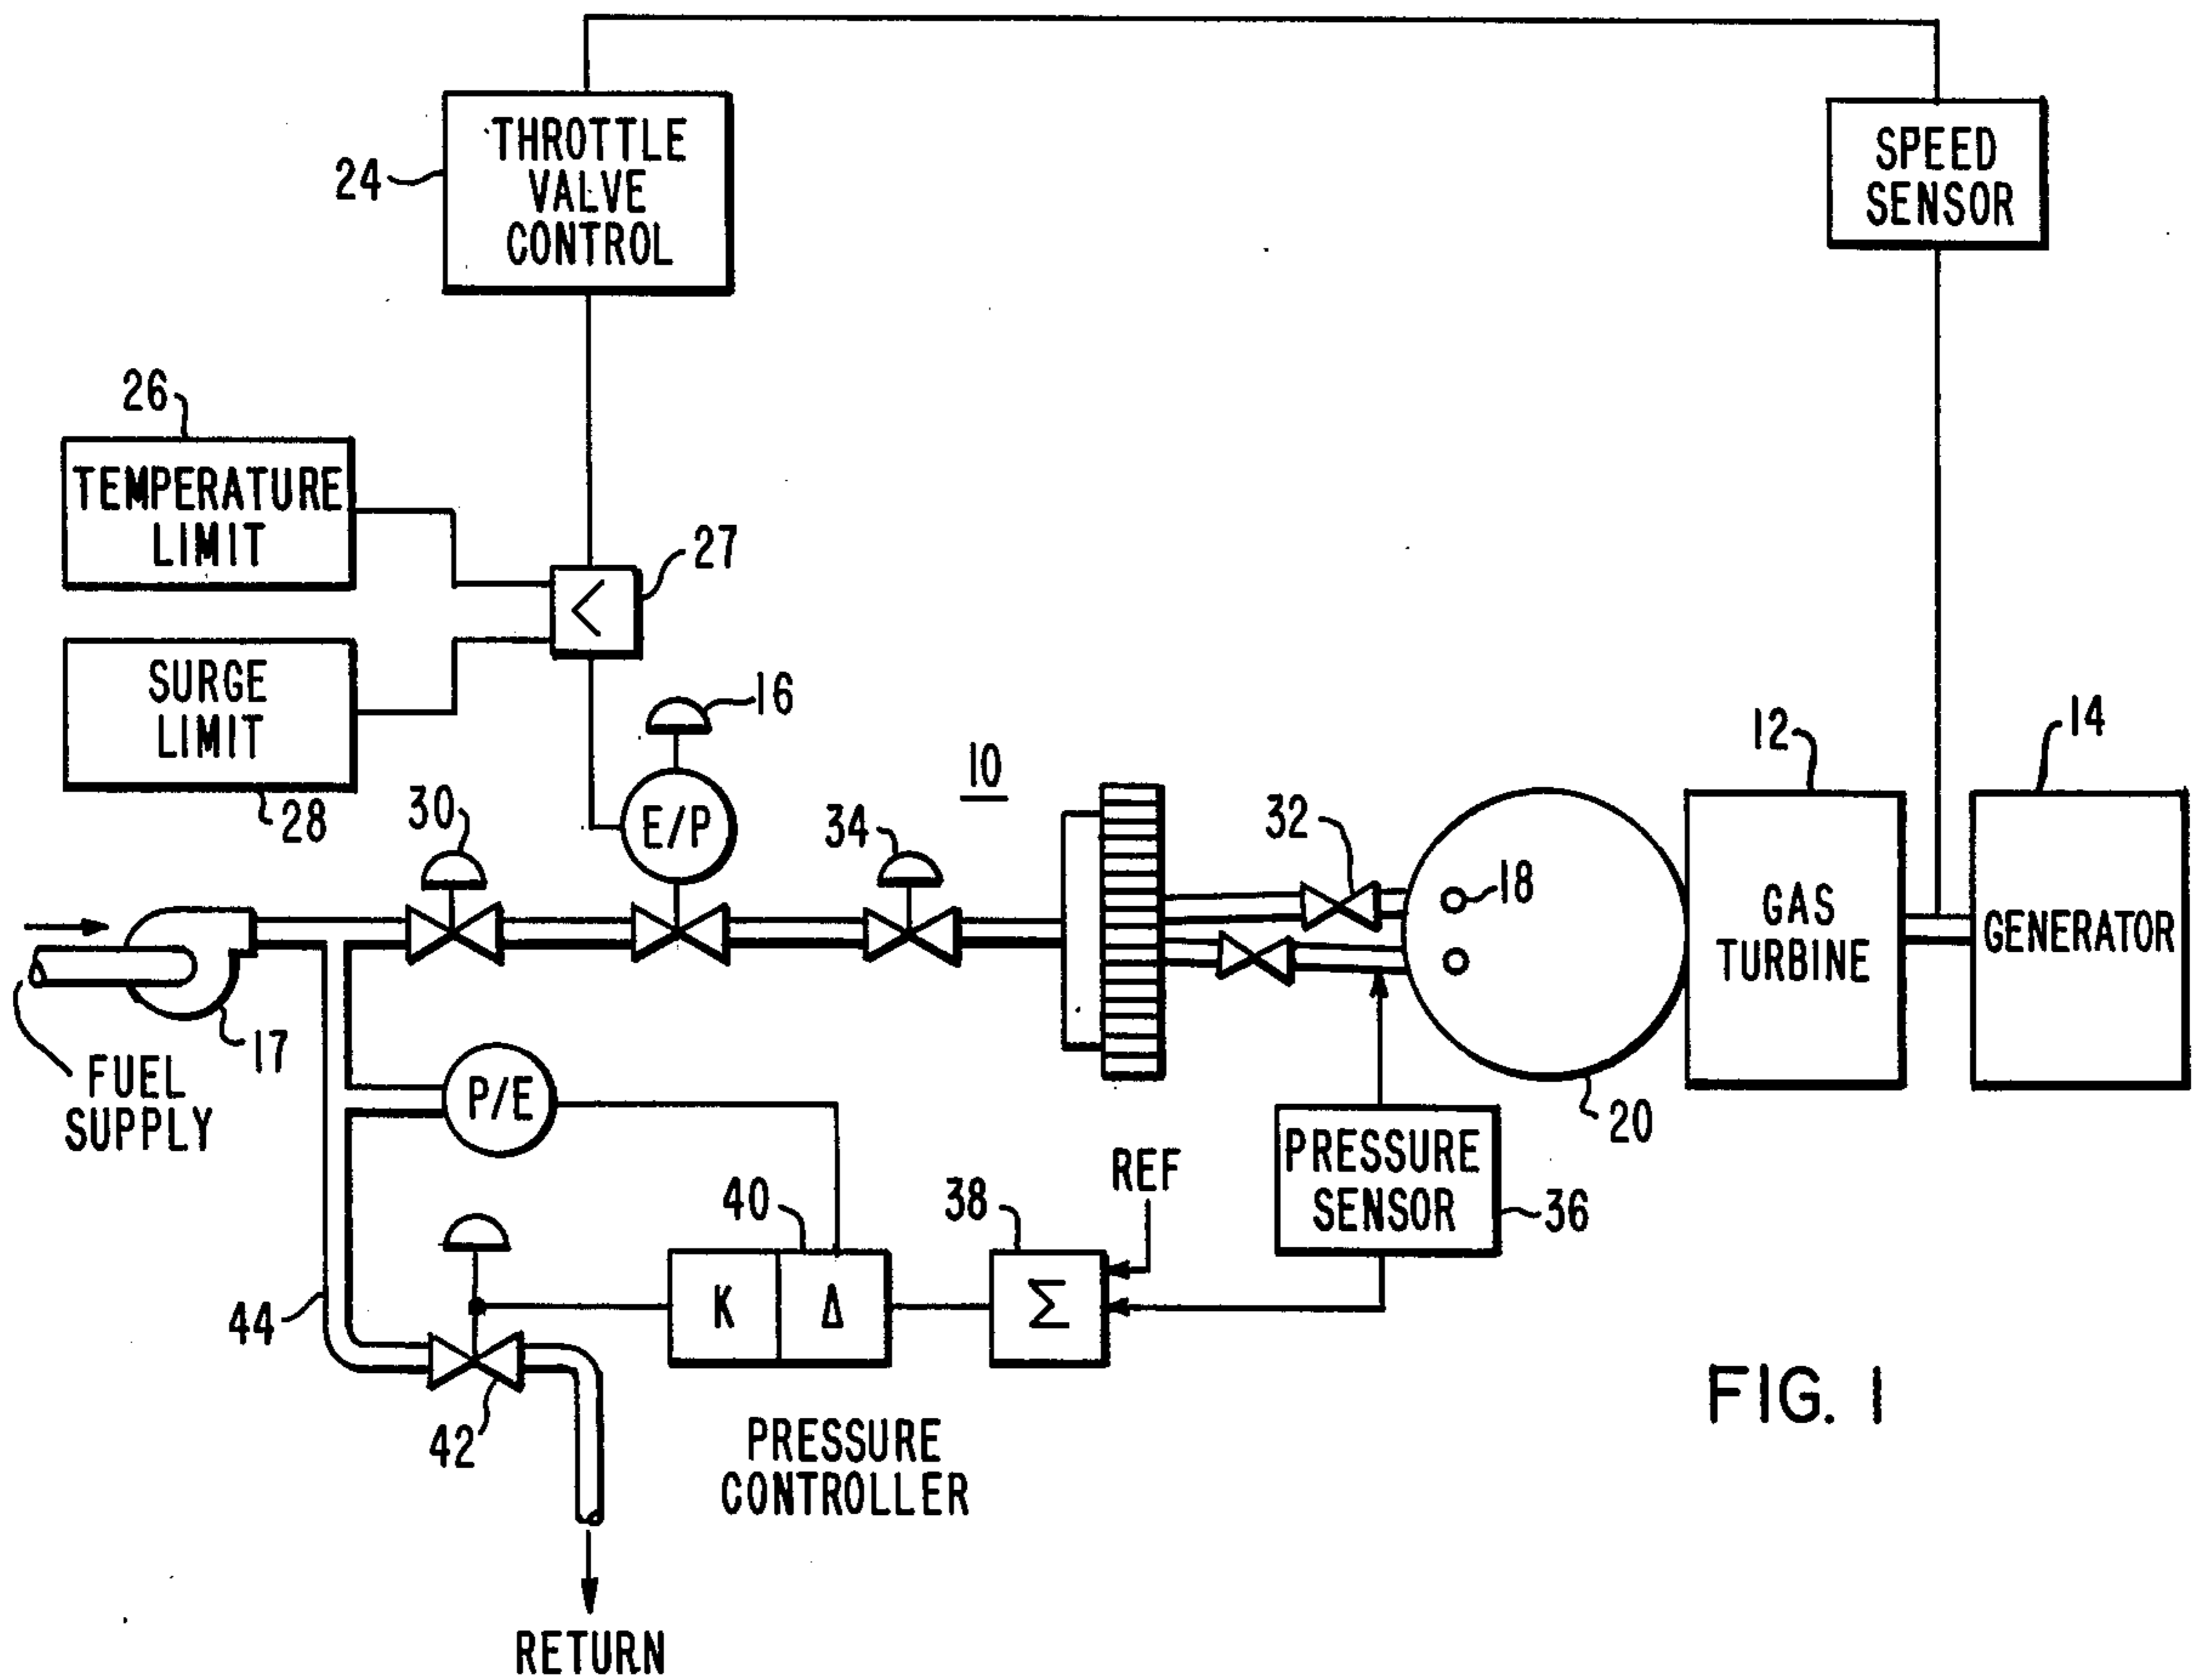 THROTTLE
VALVE
CONTROL
24
SPEED
SENSOR
26
TEMPERATURE
LIMIT
27
<
SURGE
LIMIT
28
16
E/P
30
34
10
32
18
12
14
GAS
TURBINE
GENERATOR
17
FUEL
SUPPLY
P/E
20
PRESSURE
SENSOR
36
REF
38
Σ
40
K
Δ
44
42
PRESSURE
CONTROLLER
RETURN
FIG. 1